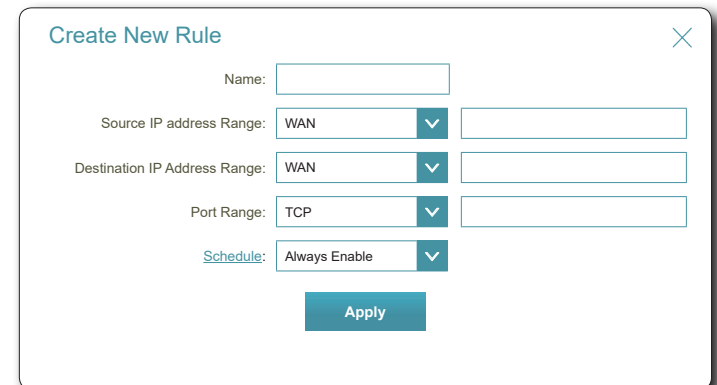 Create New Rule
Name:
Source IP address Range: WAN
Destination IP Address Range: WAN
Port Range: TCP
Schedule: Always Enable
Apply